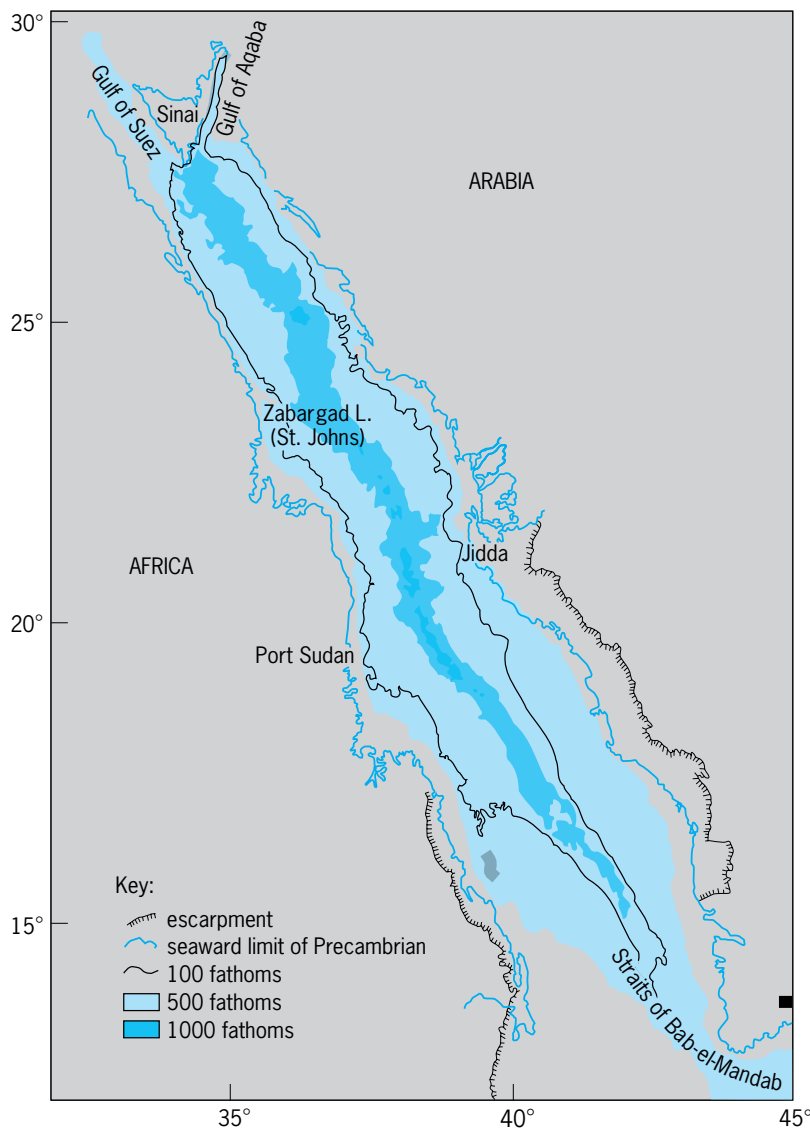 30°
Gulf of Suez
Sinai
Gulf of Aqaba
ARABIA
25°
Zabargad L.
(St. Johns)
Jidda
AFRICA
20°
Port Sudan
Key:
escarpment
seaward limit of Precambrian
100 fathoms
500 fathoms
1000 fathoms
15°
Straits of Bab-el-Mandab
35°
40°
45°